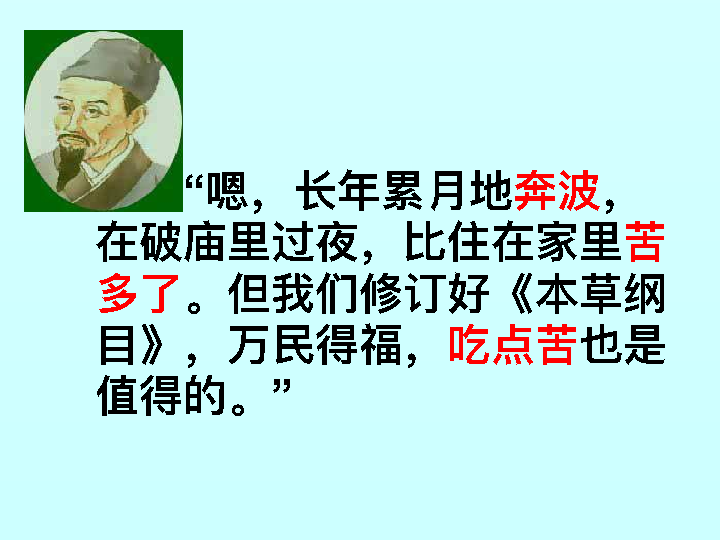 “嗯，长年累月地奔波，
在破庙里过夜，比住在家里苦
多了。但我们修订好《本草纲
目》，万民得福，吃点苦也是
值得的。”